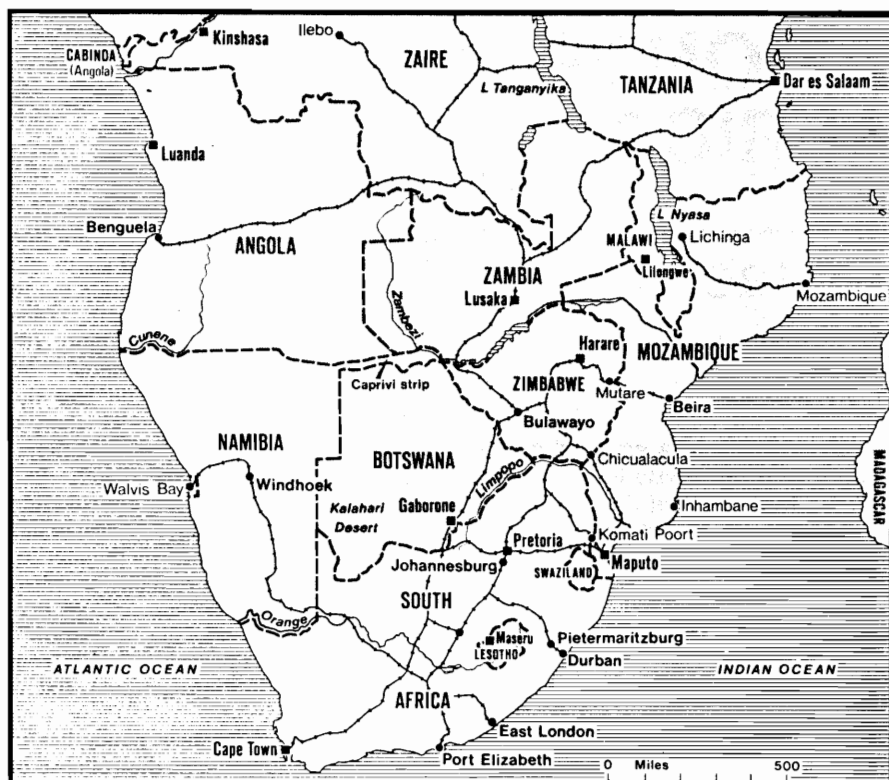 Kinshasa
Ilebo
CABINDA
(Angola)
ZAIRE
L Tanganyika
TANZANIA
Dar es Salaam
Luanda
L Nyasa
Benguela
ANGOLA
MALAWI
Lichinga
ZAMBIA
Lilongwe
Lusaka
Zambezi
Mozambique
Cunene
Harare
MOZAMBIQUE
Caprivi strip
ZIMBABWE
Mutare
Beira
Bulawayo
NAMIBIA
BOTSWANA
Chicualacula
Limpopo
MADAGASCAR
Walvis Bay
Windhoek
Kalahari
Desert
Gaborone
Inhambane
Pretoria
Komati Poort
Johannesburg
Maputo
SWAZILAND
SOUTH
Orange
Maseru
LESOTHO
Pietermaritzburg
Durban
ATLANTIC OCEAN
INDIAN OCEAN
AFRICA
East London
Cape Town
Port Elizabeth
0 Miles 500